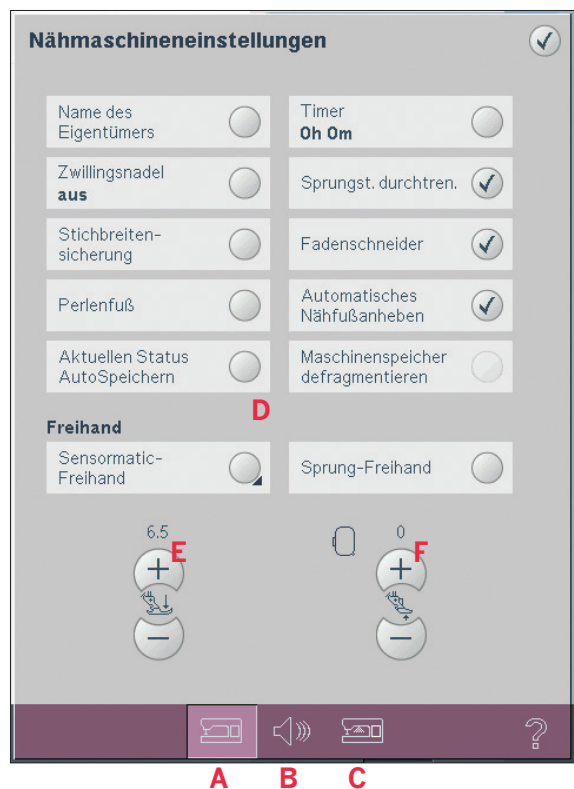 Nähmaschineneinstellungen
Name des
Eigentümers
Timer
0h 0m
Zwillingsnadel
aus
Sprungst. durchtren.
Stichbreiten-
sicherung
Fadenschneider
Perlenfuß
Automatisches
Nähfußanheben
Aktuellen Status
AutoSpeichern
Maschinenspeicher
defragmentieren
D
Freihand
Sensormatic-
Freihand
Sprung-Freihand
6.5
0
E
F
?
A B C